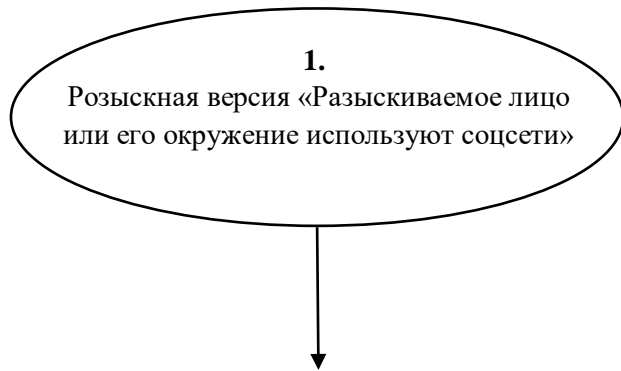 1.
Розыскная версия «Разыскиваемое лицо
или его окружение используют соцсети»